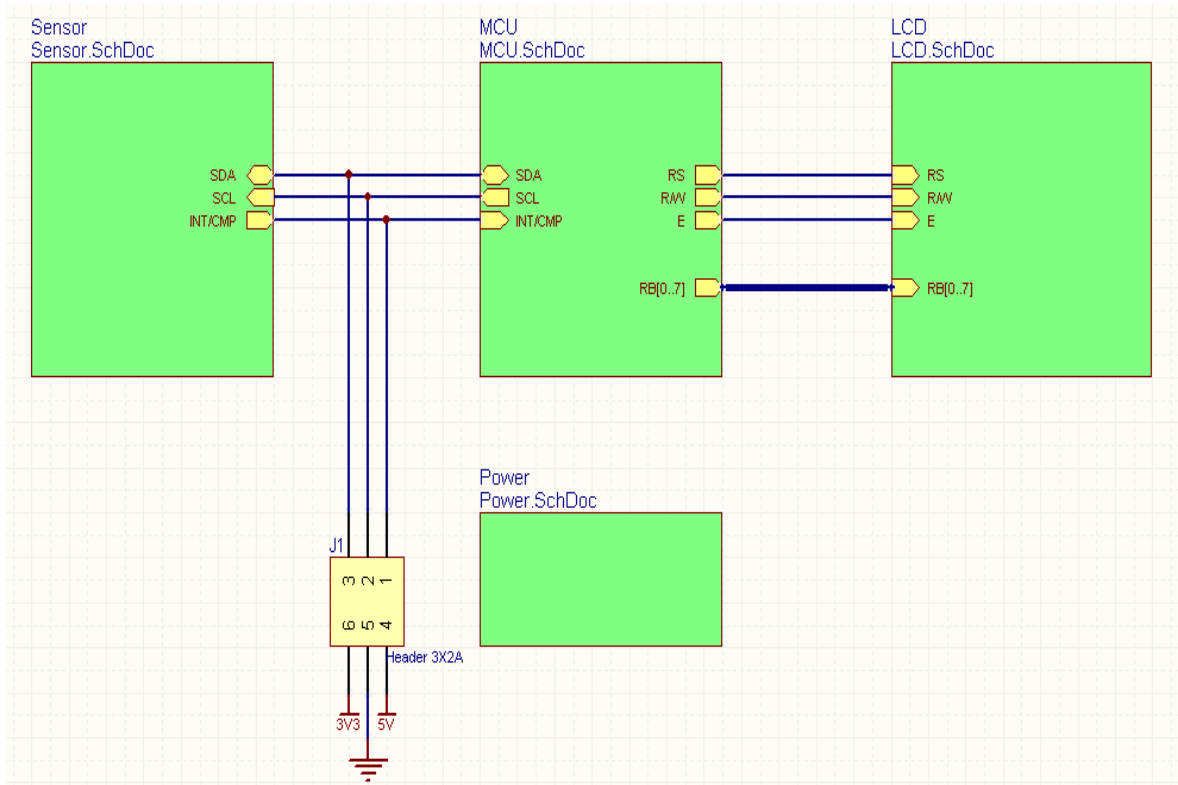 Sensor
Sensor.SchDoc
SDA
SCL
INT/CMP
MCU
MCU.SchDoc
SDA
SCL
INT/CMP
RS
R/W
E
RB[0..7]
LCD
LCD.SchDoc
RS
R/W
E
RB[0..7]
Power
Power.SchDoc
J1
3 2 1
6 5 4
Header 3X2A
3V3 5V